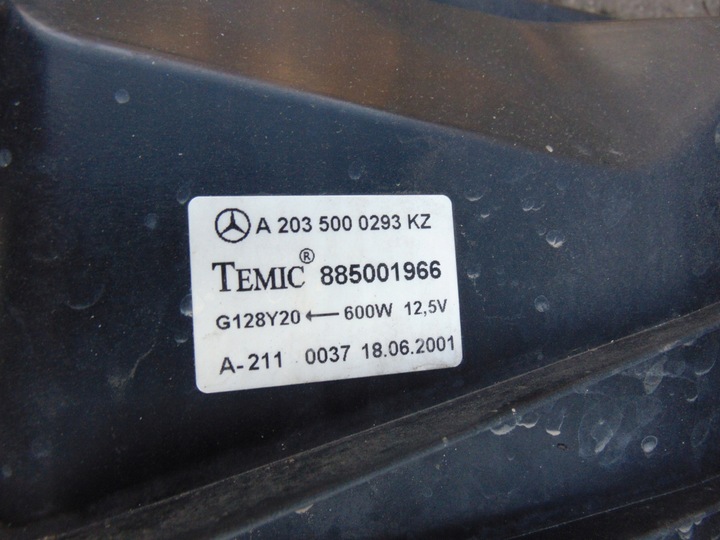 A 203 500 0293 KZ
TEMIC® 885001966
G128Y20 ← 600W 12,5V
A-211 0037 18.06.2001